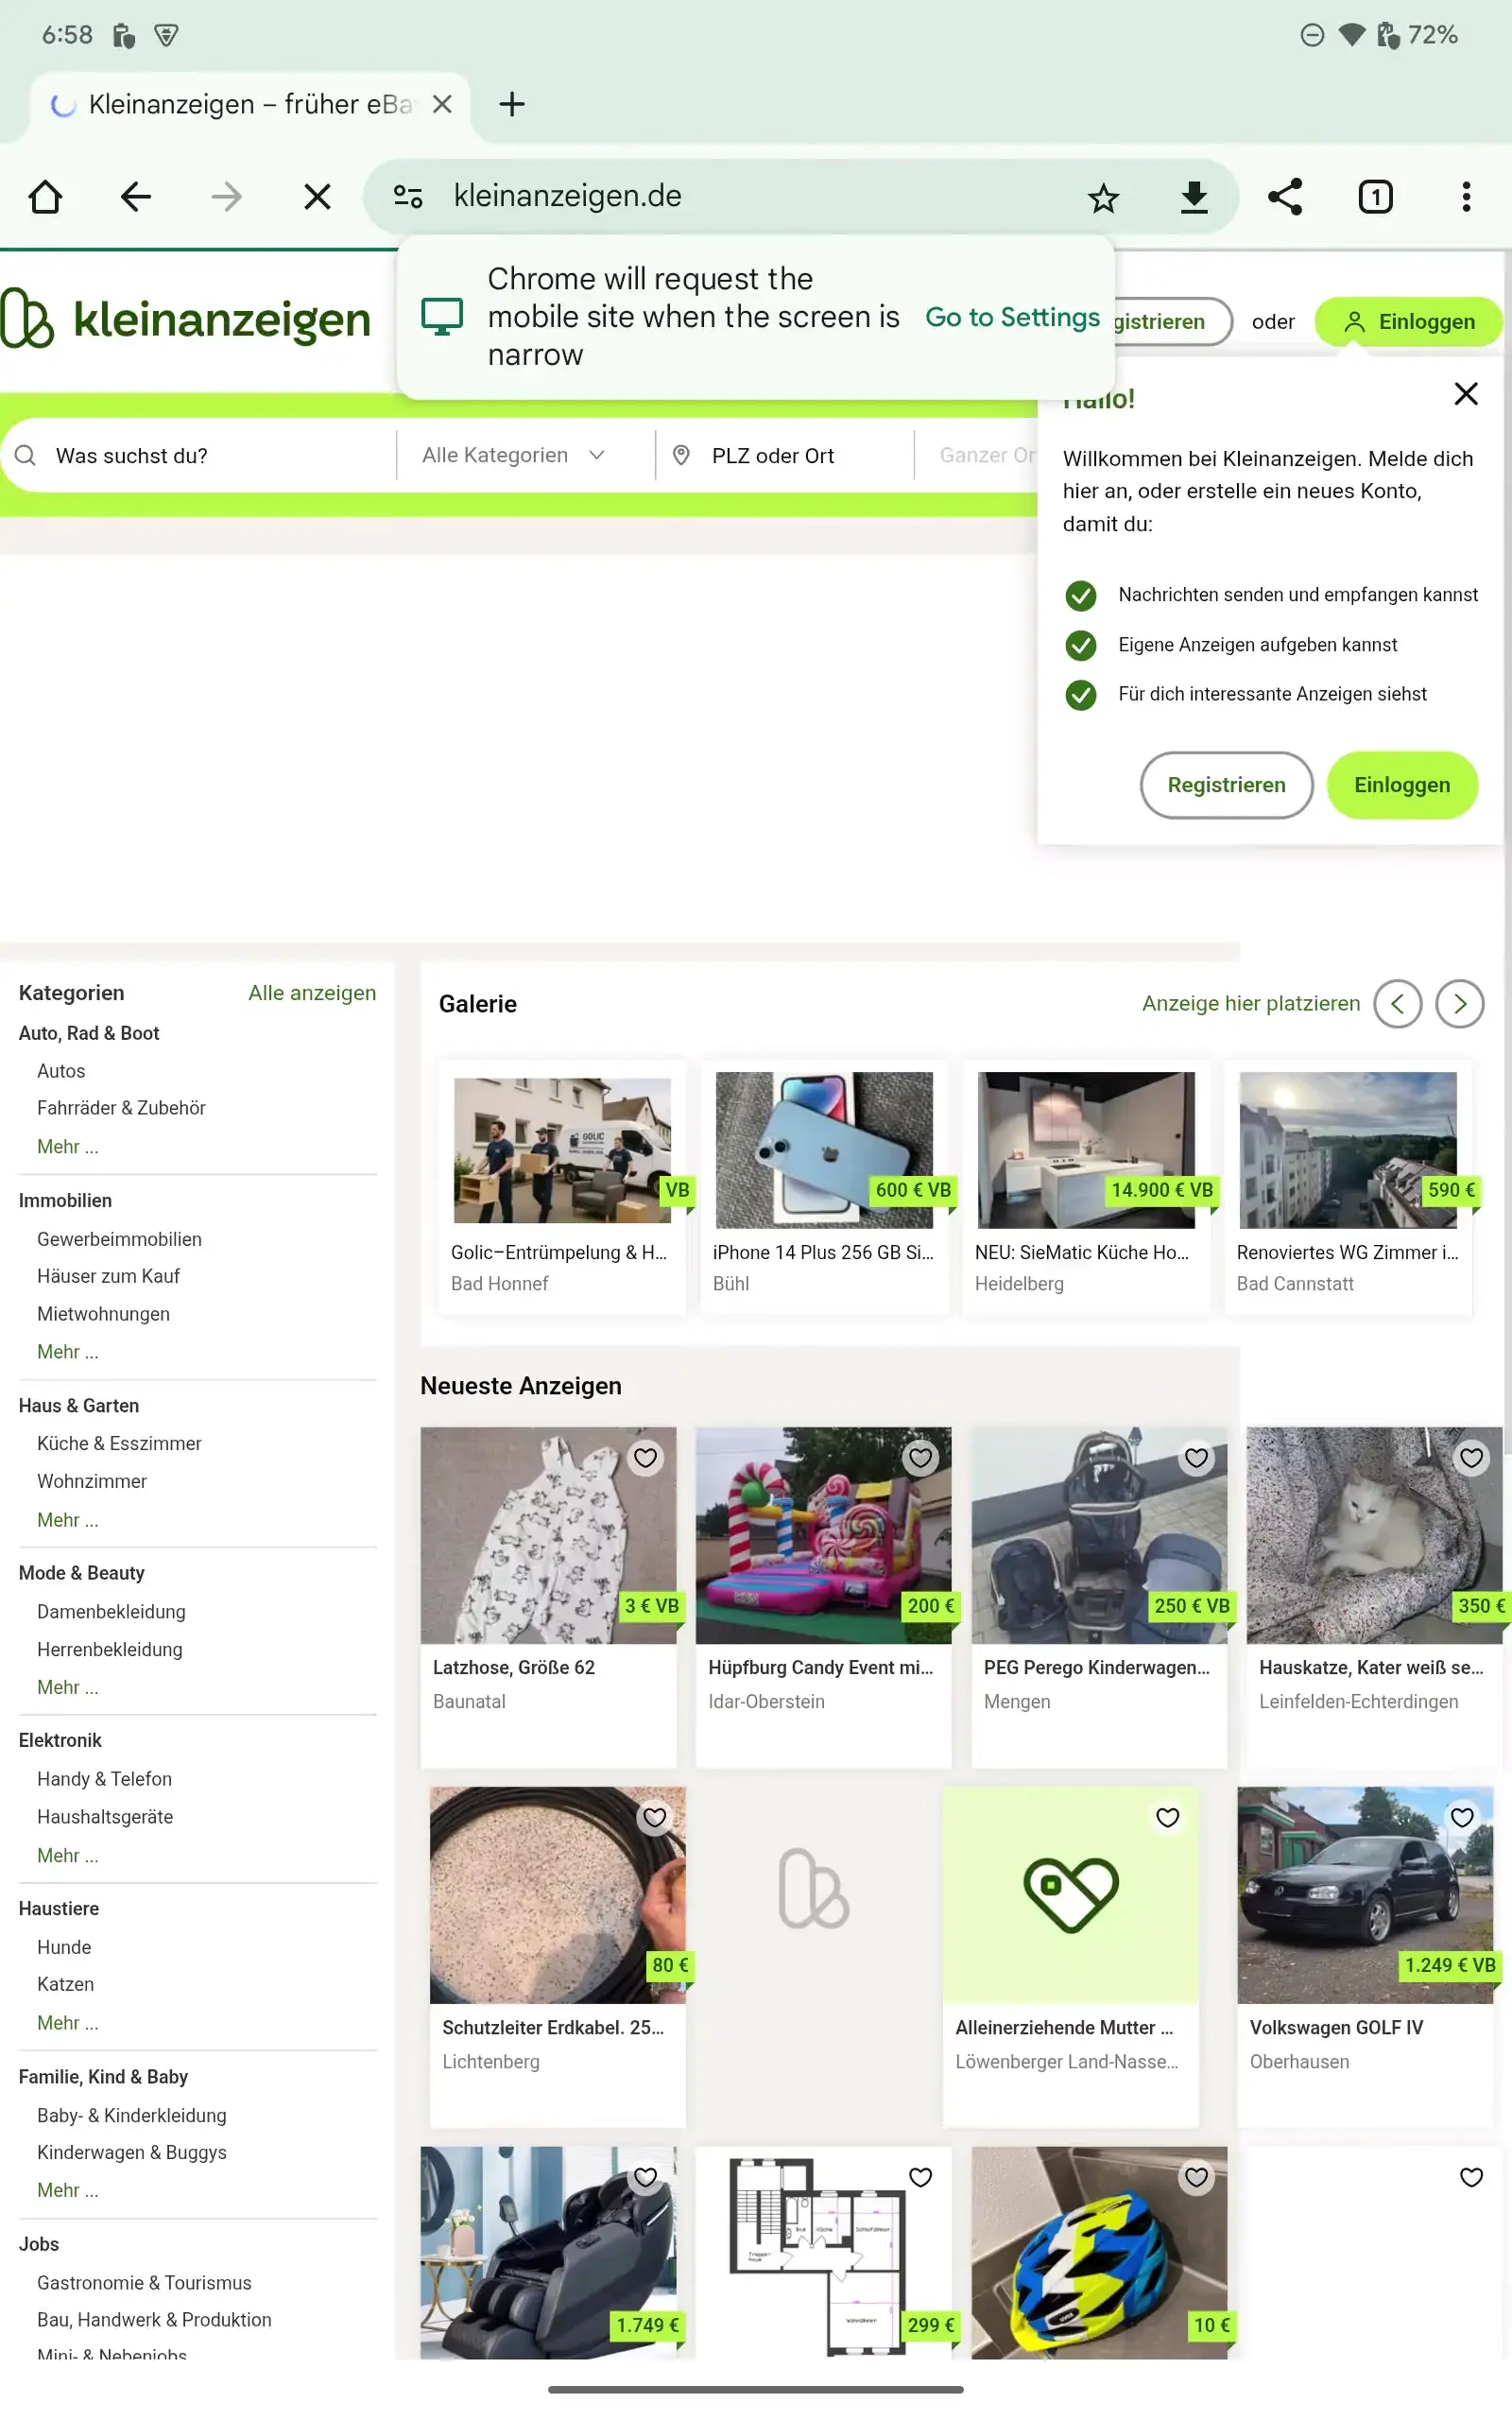 6:58
72%
Kleinanzeigen – früher eBa
kleinanzeigen.de
1
Chrome will request the
mobile site when the screen is
narrow
Go to Settings
kleinanzeigen
gistrieren
oder
Einloggen
Was suchst du?
Alle Kategorien
PLZ oder Ort
Ganzer Or
Hallo!
Willkommen bei Kleinanzeigen. Melde dich
hier an, oder erstelle ein neues Konto,
damit du:
Nachrichten senden und empfangen kannst
Eigene Anzeigen aufgeben kannst
Für dich interessante Anzeigen siehst
Registrieren
Einloggen
Kategorien
Alle anzeigen
Auto, Rad & Boot
Autos
Fahrräder & Zubehör
Mehr ...
Immobilien
Gewerbeimmobilien
Häuser zum Kauf
Mietwohnungen
Mehr ...
Haus & Garten
Küche & Esszimmer
Wohnzimmer
Mehr ...
Mode & Beauty
Damenbekleidung
Herrenbekleidung
Mehr ...
Elektronik
Handy & Telefon
Haushaltsgeräte
Mehr ...
Haustiere
Hunde
Katzen
Mehr ...
Familie, Kind & Baby
Baby- & Kinderkleidung
Kinderwagen & Buggys
Mehr ...
Jobs
Gastronomie & Tourismus
Bau, Handwerk & Produktion
Mini- & Nebenjobs
Galerie
Anzeige hier platzieren
GOLIC
VB
Golic–Entrümpelung & H...
Bad Honnef
600 € VB
iPhone 14 Plus 256 GB Si...
Bühl
14.900 € VB
NEU: SieMatic Küche Ho...
Heidelberg
590 €
Renoviertes WG Zimmer i...
Bad Cannstatt
Neueste Anzeigen
3 € VB
Latzhose, Größe 62
Baunatal
200 €
Hüpfburg Candy Event mi...
Idar-Oberstein
250 € VB
PEG Perego Kinderwagen...
Mengen
350 €
Hauskatze, Kater weiß se...
Leinfelden-Echterdingen
80 €
Schutzleiter Erdkabel. 25...
Lichtenberg
Alleinerziehende Mutter ...
Löwenberger Land-Nasse...
1.249 € VB
Volkswagen GOLF IV
Oberhausen
1.749 €
299 €
10 €